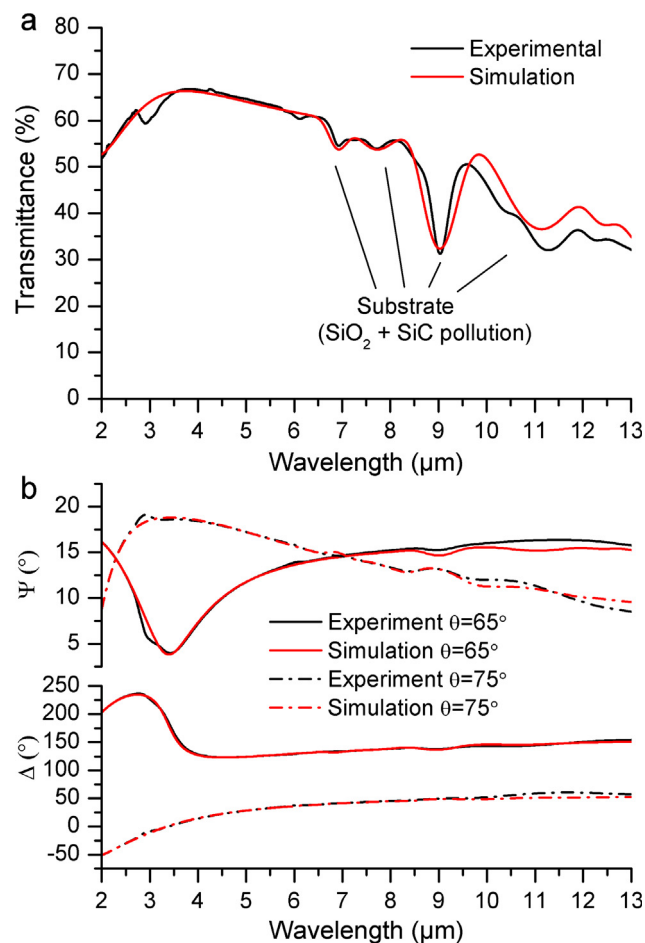 a
Experimental
Simulation
Transmittance (%)
80
70
60
50
40
30
20
10
0
Substrate
(SiO₂ + SiC pollution)
2 3 4 5 6 7 8 9 10 11 12 13
Wavelength (μm)
b
Ψ (°)
20
15
10
5
Experiment θ=65°
Simulation θ=65°
Experiment θ=75°
Simulation θ=75°
Δ (°)
250
200
150
100
50
0
-50
2 3 4 5 6 7 8 9 10 11 12 13
Wavelength (μm)